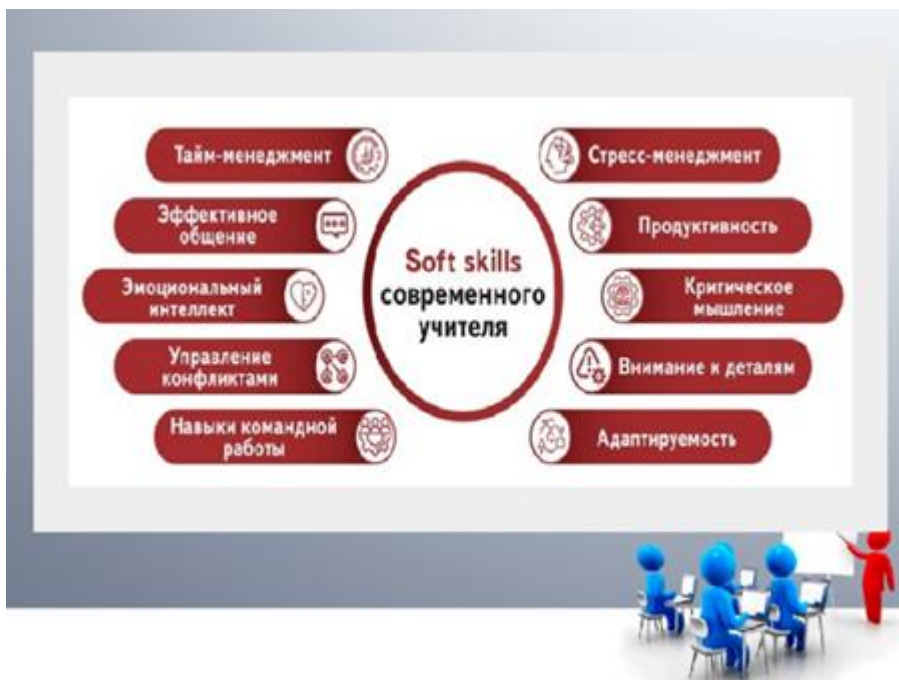 Тайм-менеджмент
Эффективное
общение
Эмоциональный
интеллект
Управление
конфликтами
Навыки командной
работы
Soft skills
современного
учителя
Стресс-менеджмент
Продуктивность
Критическое
мышление
Внимание к деталям
Адаптируемость